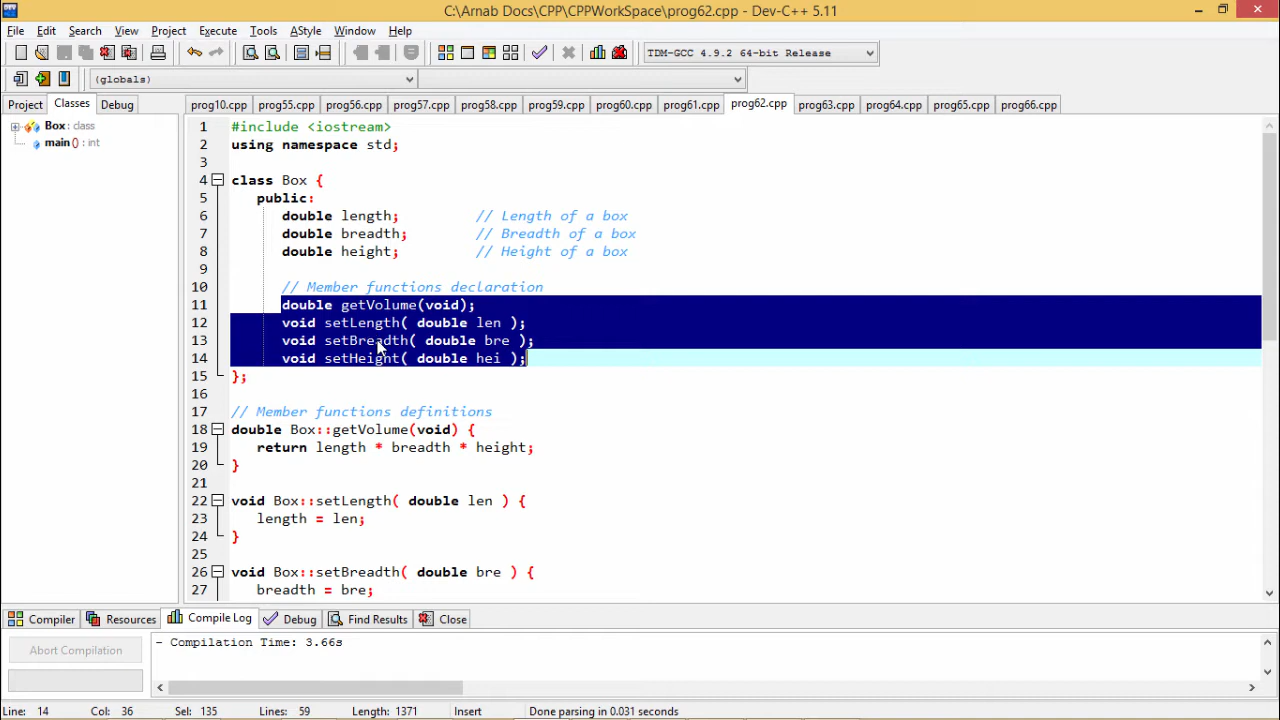 C:\Arnab Docs\CPP\CPPWorkSpace\prog62.cpp - Dev-C++ 5.11
File Edit Search View Project Execute Tools AStyle Window Help
TDM-GCC 4.9.2 64-bit Release
(globals)
Project Classes Debug
prog10.cpp prog55.cpp prog56.cpp prog57.cpp prog58.cpp prog59.cpp prog60.cpp prog61.cpp prog62.cpp prog63.cpp prog64.cpp prog65.cpp prog66.cpp
Box : class
main () : int
1 #include <iostream>
2 using namespace std;
3
4 class Box {
5 public:
6 double length; // Length of a box
7 double breadth; // Breadth of a box
8 double height; // Height of a box
9
10 // Member functions declaration
11 double getVolume(void);
12 void setLength( double len );
13 void setBreadth( double bre );
14 void setHeight( double hei );
15 };
16
17 // Member functions definitions
18 double Box::getVolume(void) {
19 return length * breadth * height;
20 }
21
22 void Box::setLength( double len ) {
23 length = len;
24 }
25
26 void Box::setBreadth( double bre ) {
27 breadth = bre;
Compiler Resources Compile Log Debug Find Results Close
Abort Compilation
- Compilation Time: 3.66s
Line: 14 Col: 36 Sel: 135 Lines: 59 Length: 1371 Insert Done parsing in 0.031 seconds